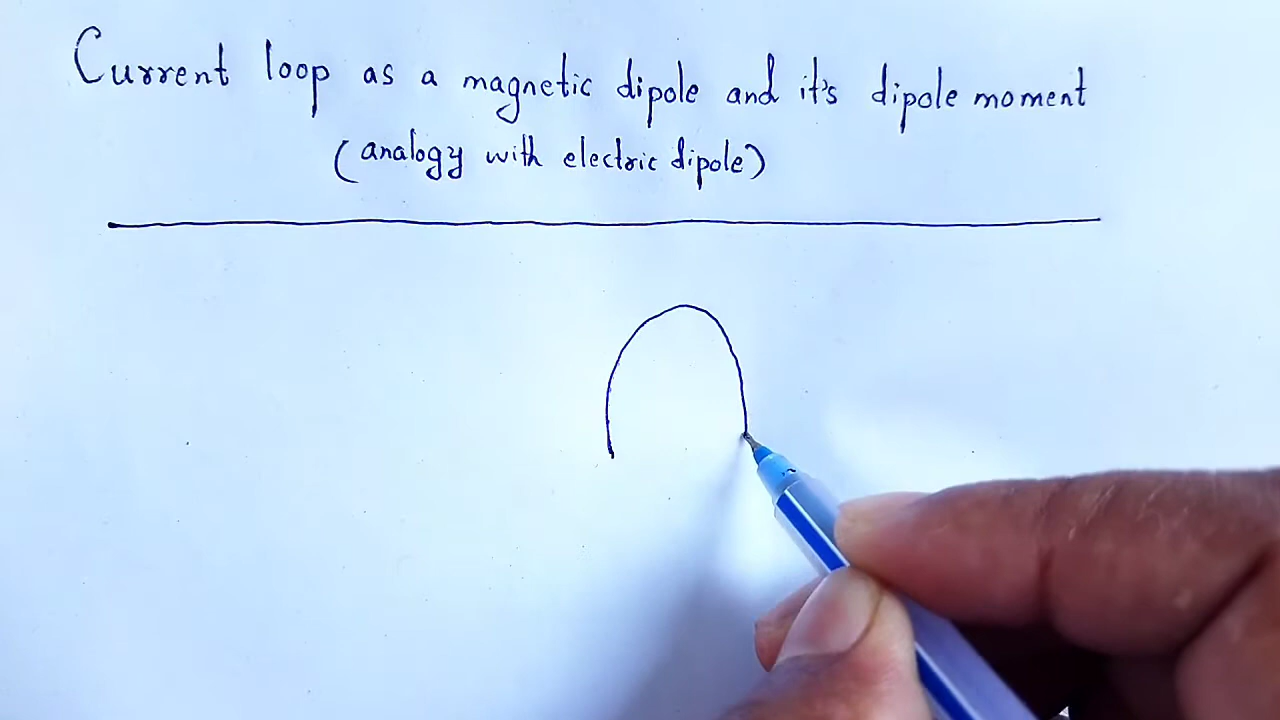 Current loop as a magnetic dipole and it's dipole moment
(analogy with electric dipole)